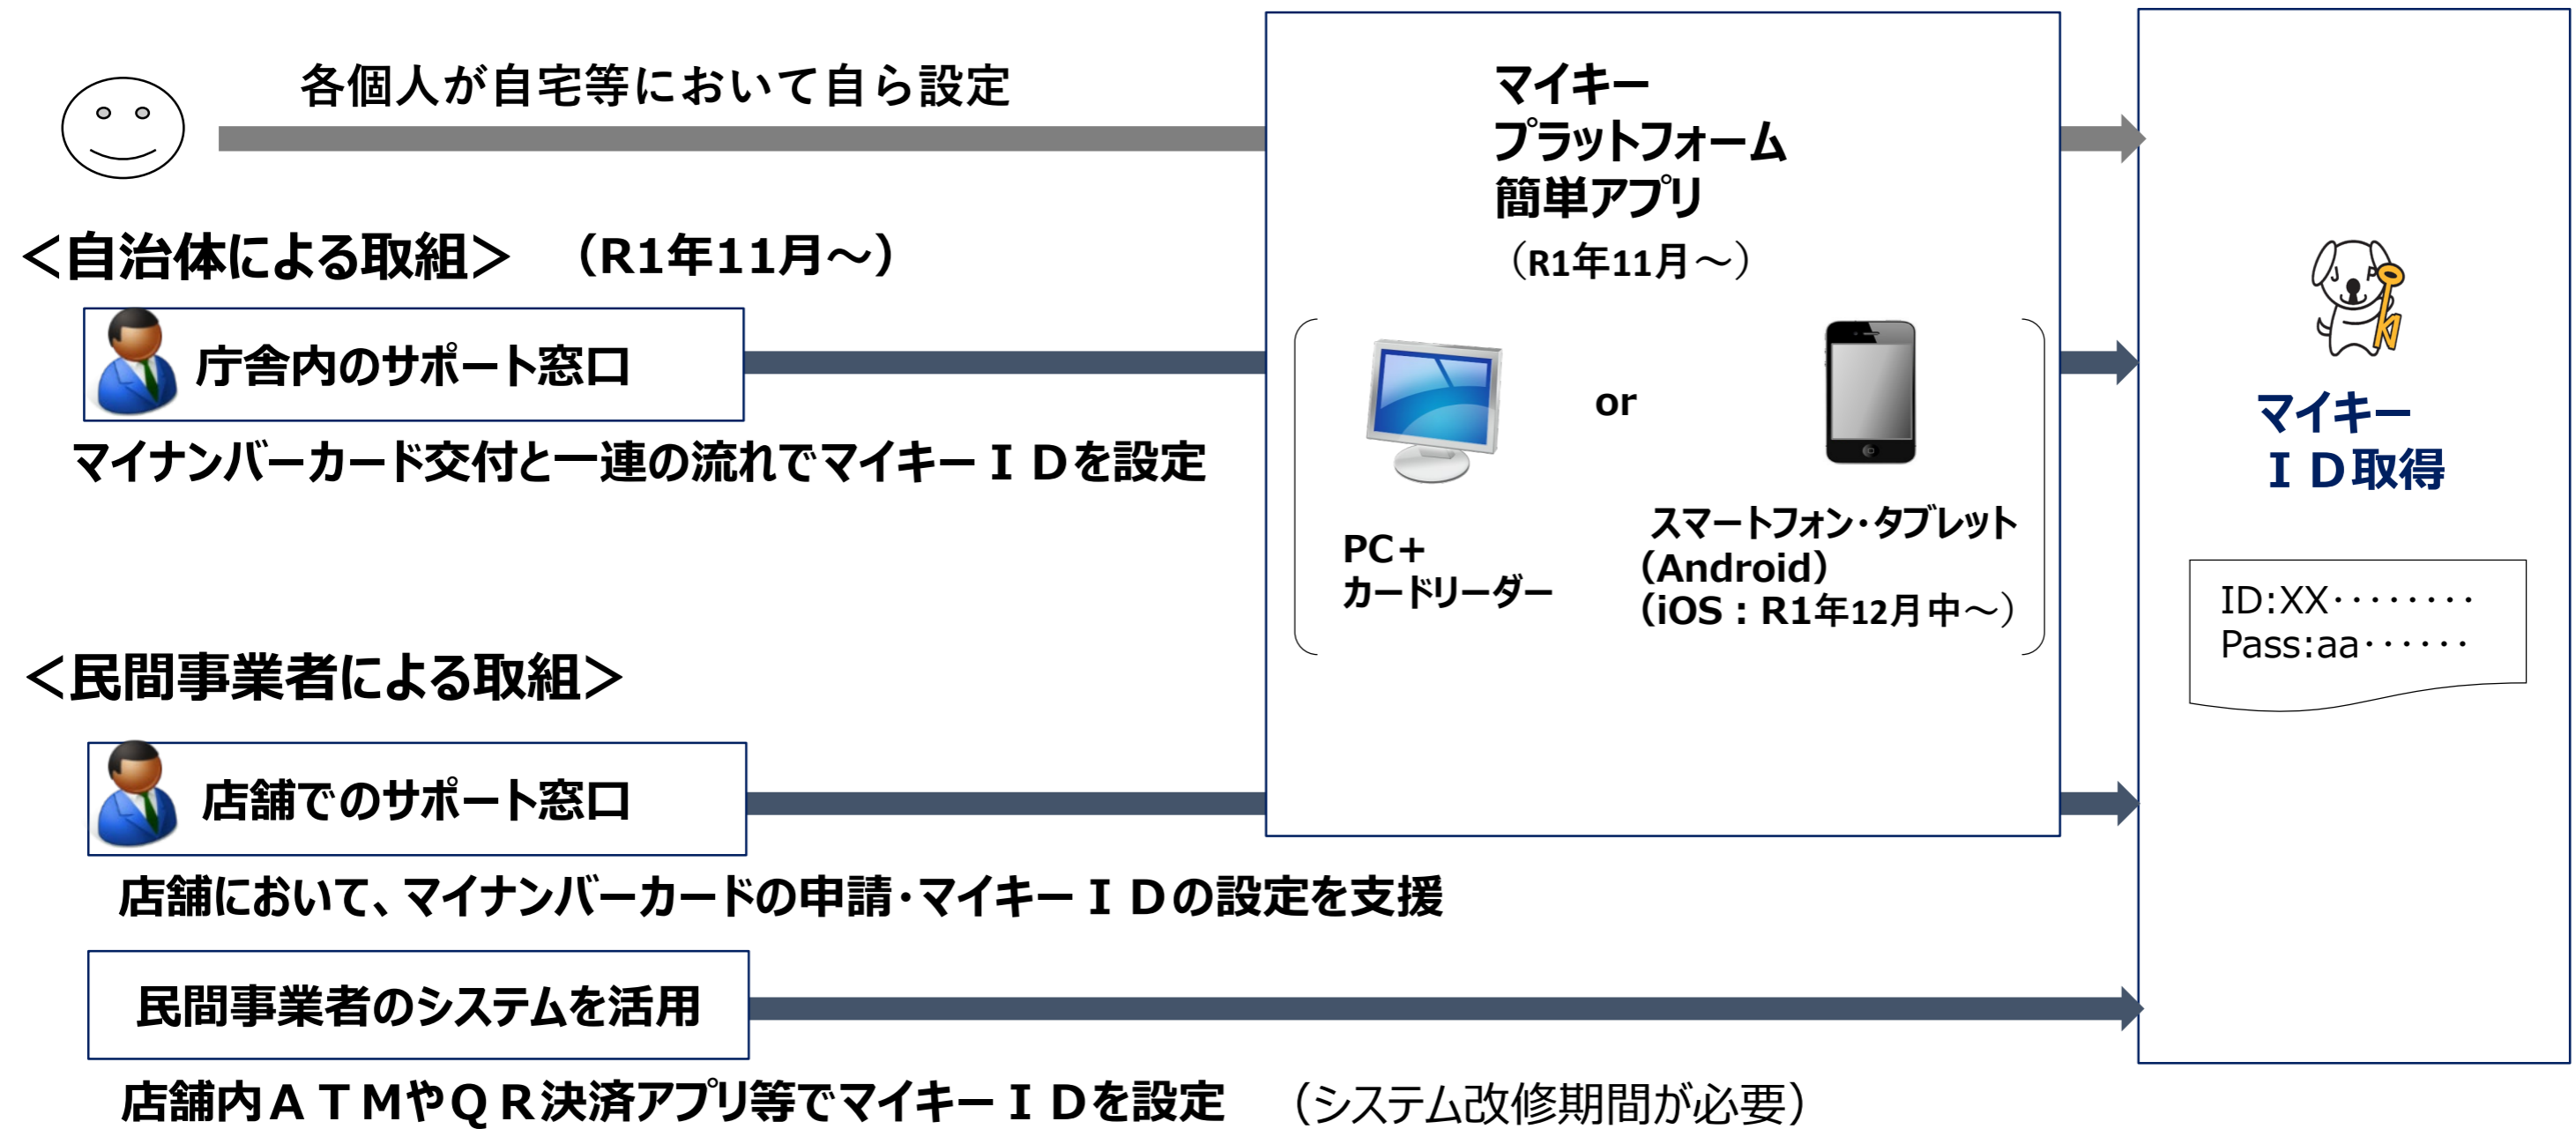 各個人が自宅等において自ら設定
＜自治体による取組＞　（R1年11月～）
庁舎内のサポート窓口
マイナンバーカード交付と一連の流れでマイキーＩＤを設定
＜民間事業者による取組＞
店舗でのサポート窓口
店舗において、マイナンバーカードの申請・マイキーＩＤの設定を支援
民間事業者のシステムを活用
店舗内ＡＴＭやＱＲ決済アプリ等でマイキーＩＤを設定　（システム改修期間が必要）
マイキー
プラットフォーム
簡単アプリ
（R1年11月～）
or
PC＋
カードリーダー
スマートフォン・タブレット
（Android）
（iOS：R1年12月中～）
マイキー
ＩＤ取得
ID:XX········
Pass:aa······